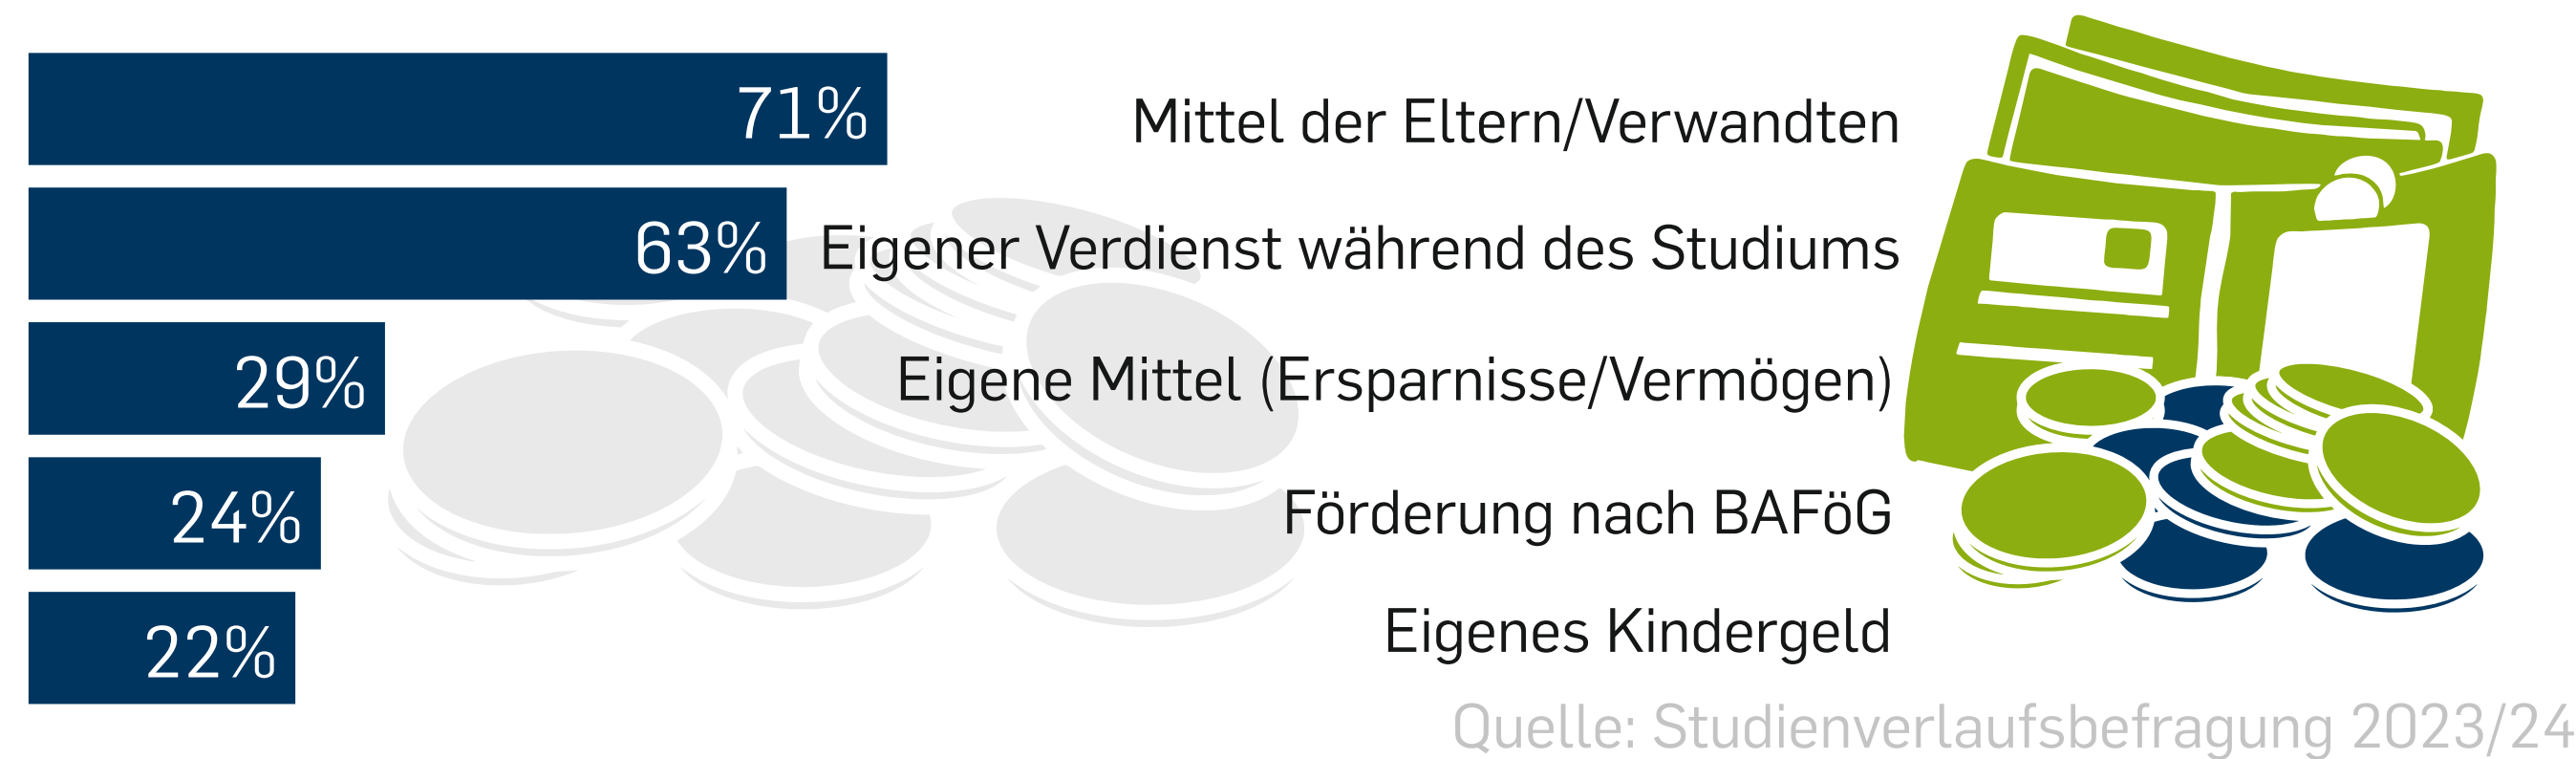 71% Mittel der Eltern/Verwandten
63% Eigener Verdienst während des Studiums
29% Eigene Mittel (Ersparnisse/Vermögen)
24% Förderung nach BAFöG
22% Eigenes Kindergeld
Quelle: Studienverlaufsbefragung 2023/24